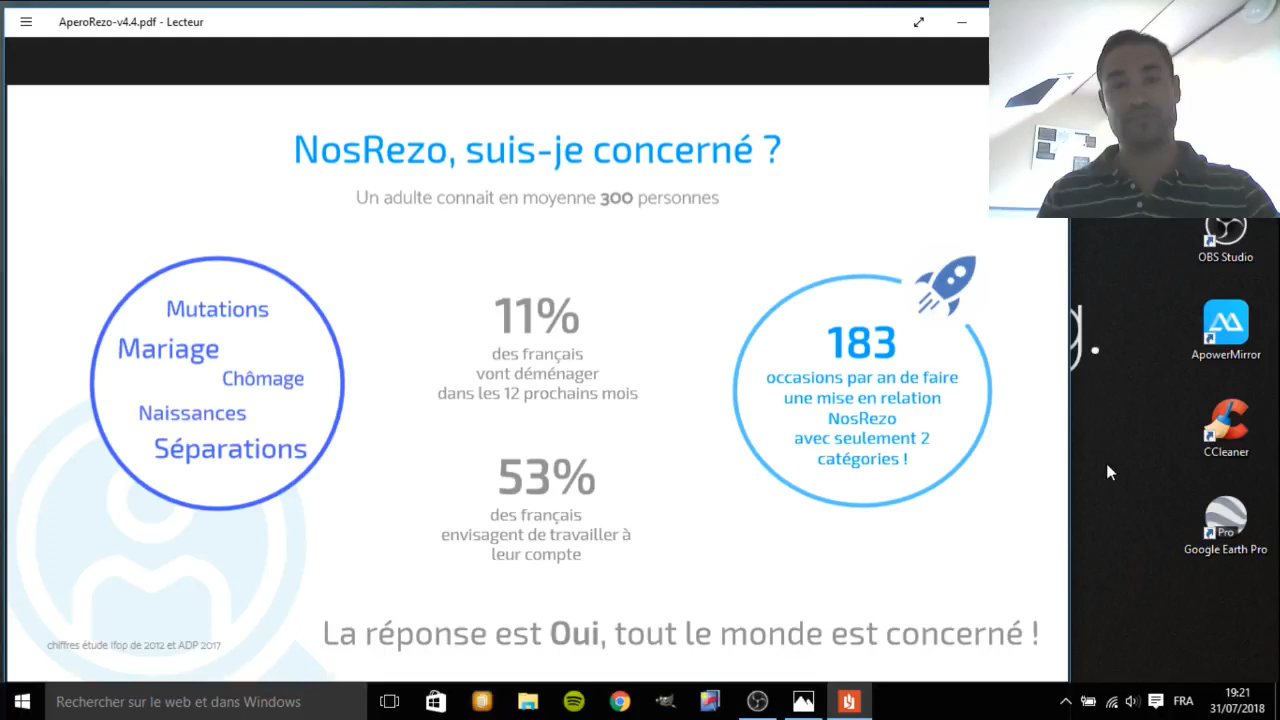 AperoRezo-v4.4.pdf - Lecteur
NosRezo, suis-je concerné ?
Un adulte connait en moyenne 300 personnes
Mutations
Mariage
Chômage
Naissances
Séparations
11%
des français
vont déménager
dans les 12 prochains mois
53%
des français
envisagent de travailler à
leur compte
183
occasions par an de faire
une mise en relation
NosRezo
avec seulement 2
catégories !
chiffres étude Ifop de 2012 et ADP 2017
La réponse est Oui, tout le monde est concerné !
g.
OBS Studio
ApowerMirror
CCleaner
Pro
Google Earth Pro
Rechercher sur le web et dans Windows
FRA
19:21
31/07/2018